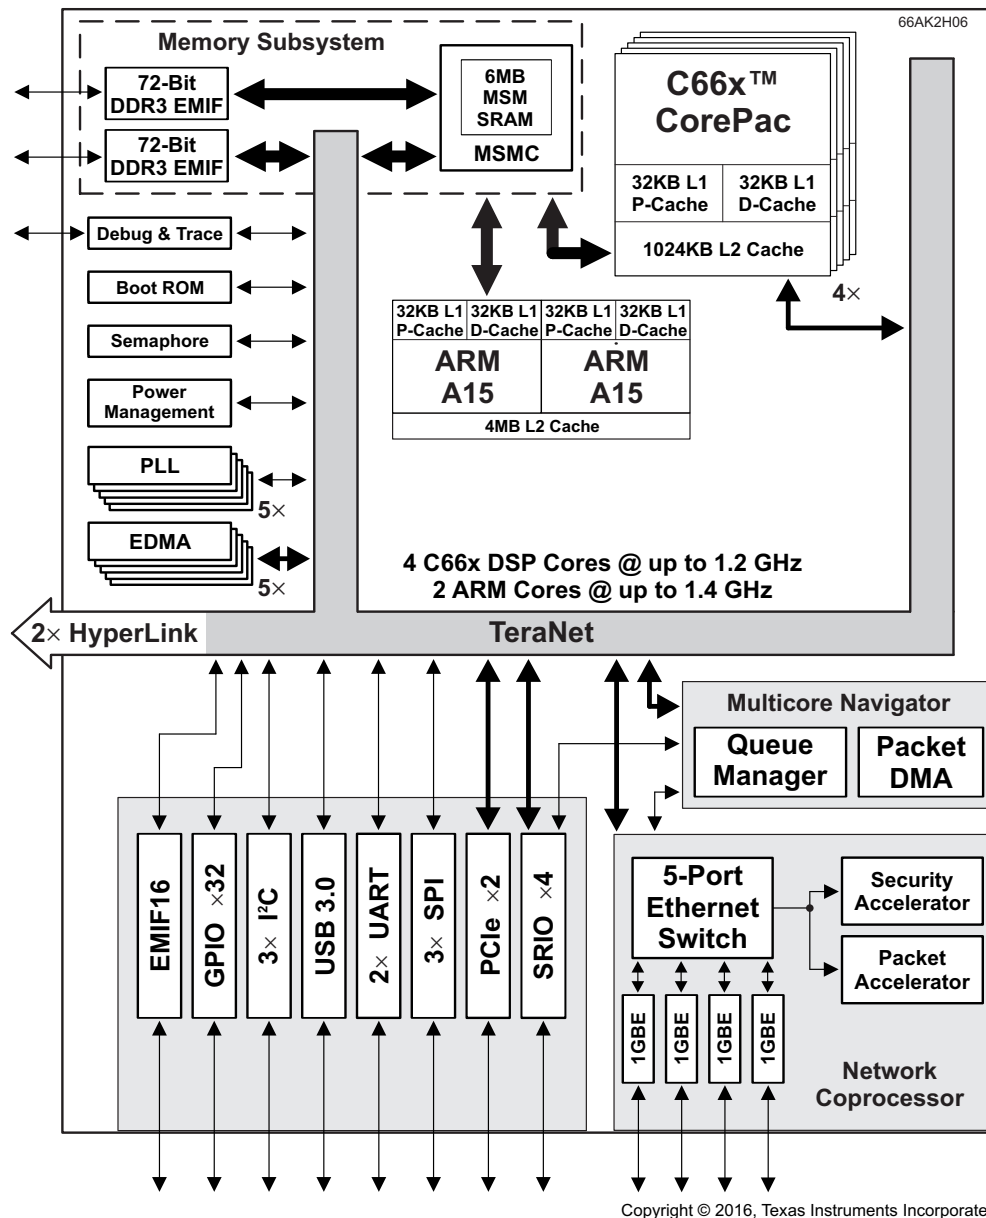 66AK2H06
Memory Subsystem
72-Bit
DDR3 EMIF
72-Bit
DDR3 EMIF
6MB
MSM
SRAM
MSMC
C66x™
CorePac
32KB L1
P-Cache
32KB L1
D-Cache
1024KB L2 Cache
4×
Debug & Trace
Boot ROM
Semaphore
Power
Management
PLL
5×
EDMA
5×
32KB L1
P-Cache
32KB L1
D-Cache
32KB L1
P-Cache
32KB L1
D-Cache
ARM
A15
ARM
A15
4MB L2 Cache
4 C66x DSP Cores @ up to 1.2 GHz
2 ARM Cores @ up to 1.4 GHz
2× HyperLink
TeraNet
Multicore Navigator
Queue
Manager
Packet
DMA
EMIF16
GPIO ×32
3× I²C
USB 3.0
2× UART
3× SPI
PCIe ×2
SRIO ×4
5-Port
Ethernet
Switch
Security
Accelerator
Packet
Accelerator
1GBE
1GBE
1GBE
1GBE
Network
Coprocessor
Copyright © 2016, Texas Instruments Incorporate